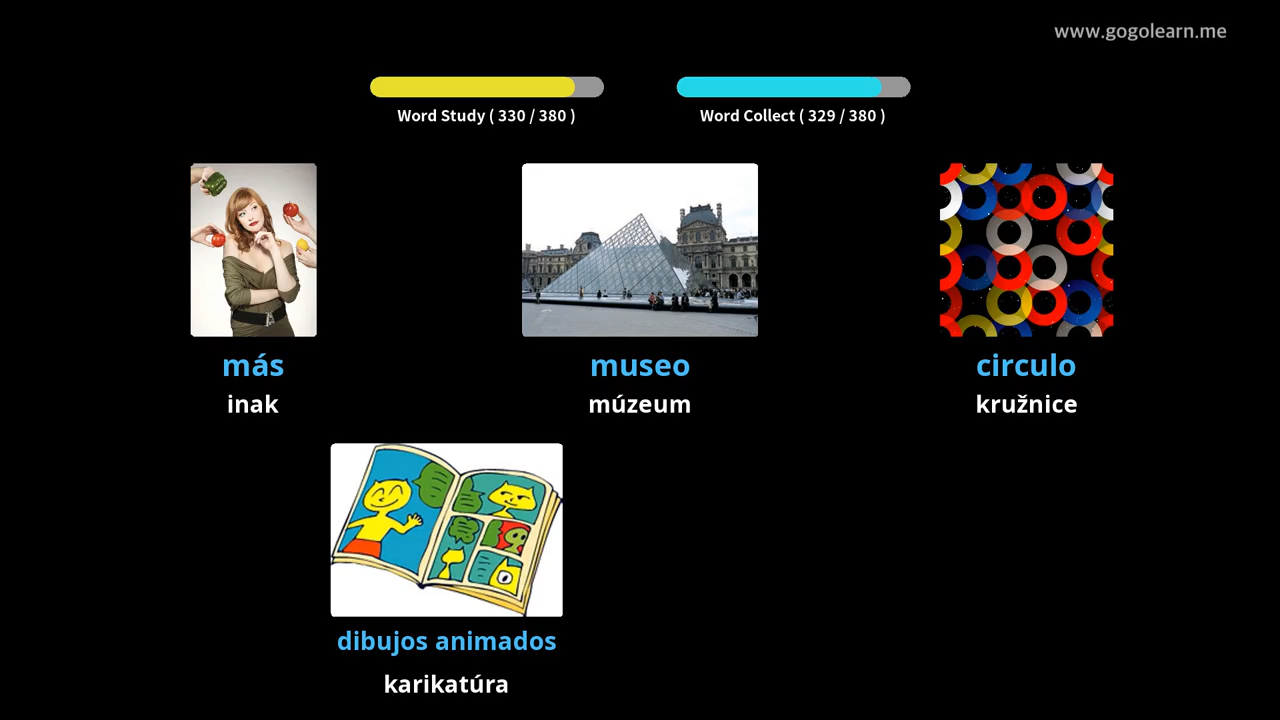 www.gogolearn.me
Word Study ( 330 / 380 )
Word Collect ( 329 / 380 )
más
museo
circulo
inak
múzeum
kružnice
dibujos animados
karikatúra